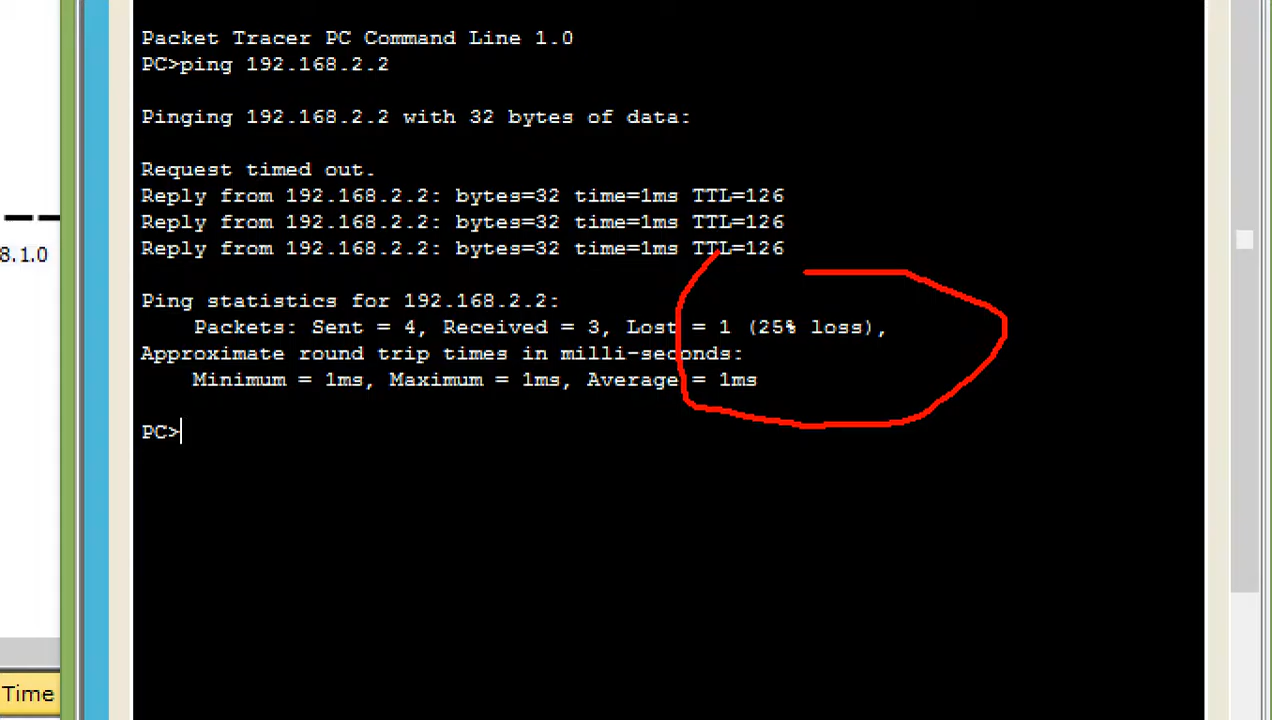 Packet Tracer PC Command Line 1.0
PC>ping 192.168.2.2
Pinging 192.168.2.2 with 32 bytes of data:
Request timed out.
Reply from 192.168.2.2: bytes=32 time=1ms TTL=126
Reply from 192.168.2.2: bytes=32 time=1ms TTL=126
Reply from 192.168.2.2: bytes=32 time=1ms TTL=126
8.1.0
Ping statistics for 192.168.2.2:
Packets: Sent = 4, Received = 3, Lost = 1 (25% loss),
Approximate round trip times in milli-seconds:
Minimum = 1ms, Maximum = 1ms, Average = 1ms
PC>
Time